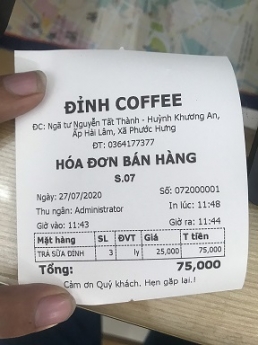 ĐỈNH COFFEE
ĐC: Ngã tư Nguyễn Tất Thành - Huỳnh Khương An,
Ấp Hải Lâm, Xã Phước Hưng
ĐT: 0364177377
HÓA ĐƠN BÁN HÀNG
S.07
Ngày: 27/07/2020 Số: 072000001
Thu ngân: Administrator In lúc: 11:48
Giờ vào: 11:43 Giờ ra: 11:44
Mặt hàng SL ĐVT Giá T tiền
TRÀ SỮA ĐỈNH 3 ly 25,000 75,000
Tổng: 75,000
Cảm ơn Quý khách. Hẹn gặp lại.!